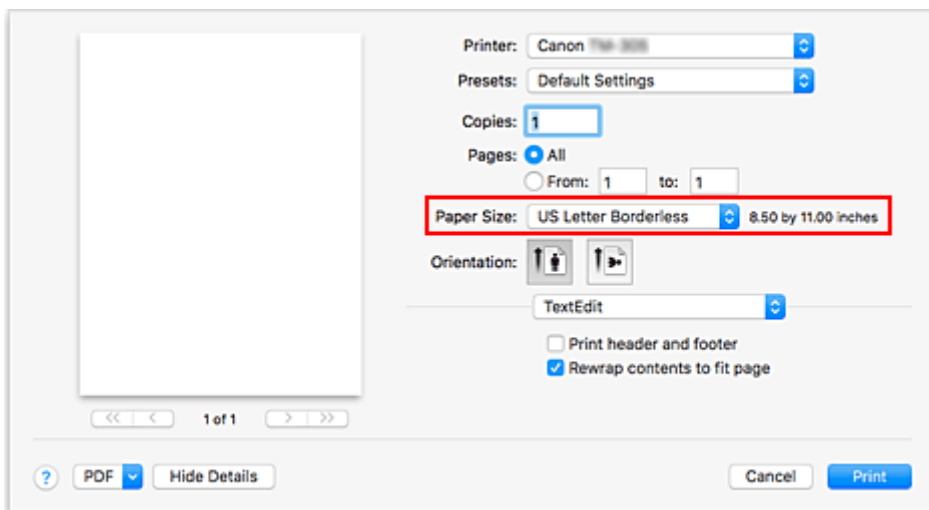 Printer: Canon
Presets: Default Settings
Copies: 1
Pages: All
From: 1 to: 1
Paper Size: US Letter Borderless 8.50 by 11.00 inches
Orientation:
TextEdit
Print header and footer
Rewrap contents to fit page
<< < 1 of 1 > >>
? PDF Hide Details Cancel Print